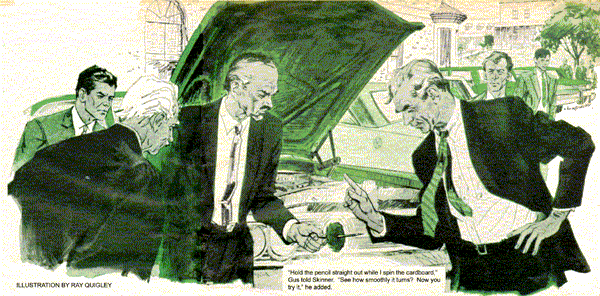 "Hold the pencil straight out while I spin the cardboard,"
Gus told Skinner. "See how smoothly it turns? Now you
try it," he added.
ILLUSTRATION BY RAY QUIGLEY